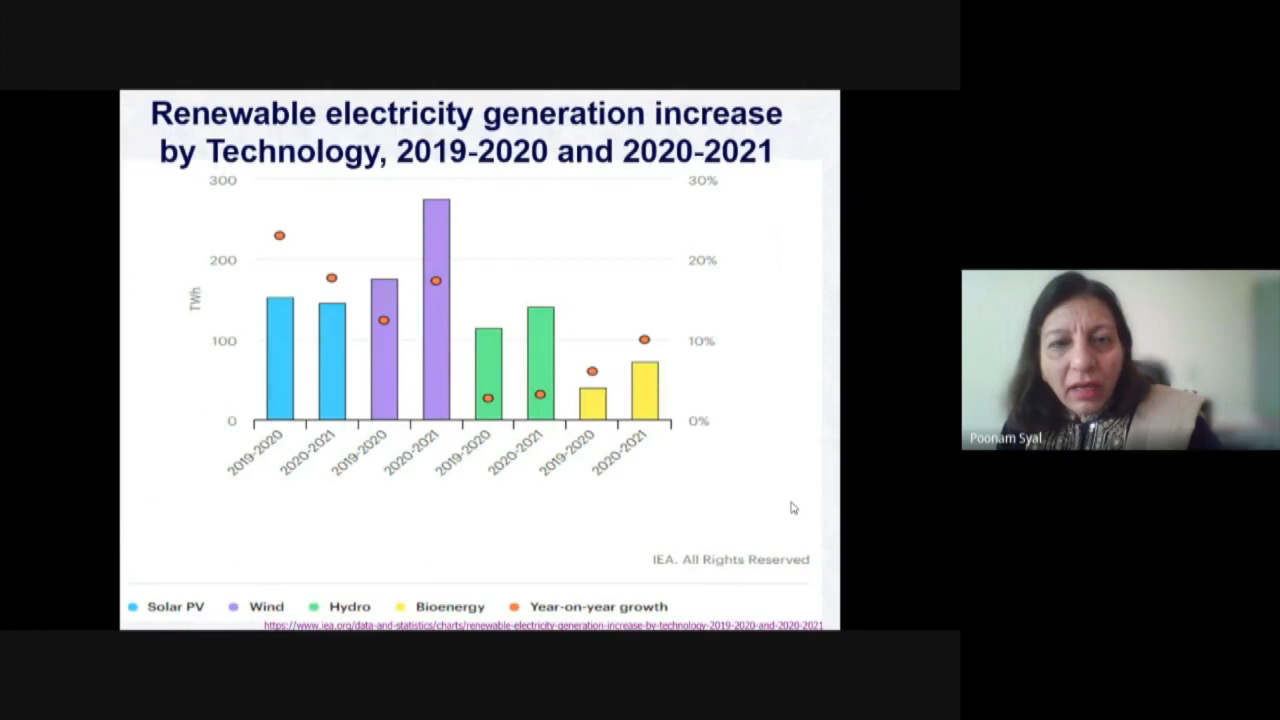 Renewable electricity generation increase
by Technology, 2019-2020 and 2020-2021
300
30%
200
20%
TWh
100
10%
0
0%
2019-2020
2020-2021
2019-2020
2020-2021
2019-2020
2020-2021
2019-2020
2020-2021
IEA. All Rights Reserved
Solar PV Wind Hydro Bioenergy Year-on-year growth
https://www.iea.org/data-and-statistics/charts/renewable-electricity-generation-increase-by-technology-2019-2020-and-2020-2021
Poonam Syal